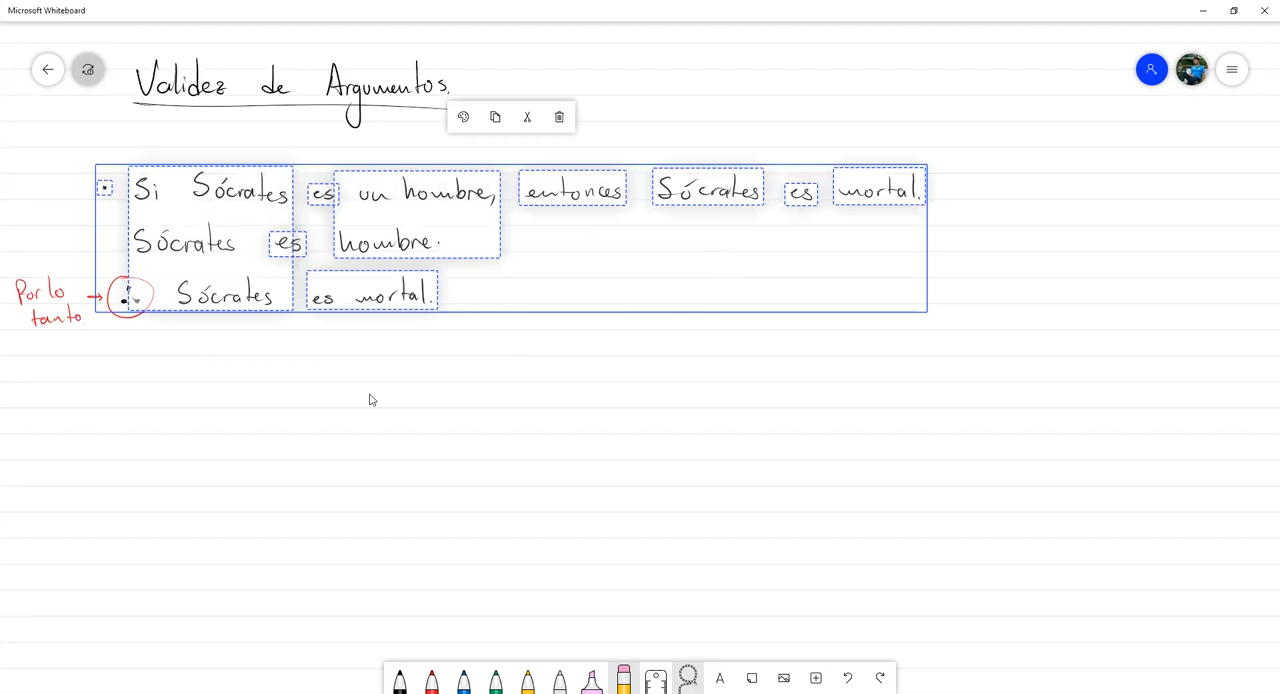 Microsoft Whiteboard
Validez de Argumentos.
• Si Sócrates es un hombre, entonces Sócrates es mortal.
Sócrates es hombre.
∴ Sócrates es mortal.
Por lo
tanto